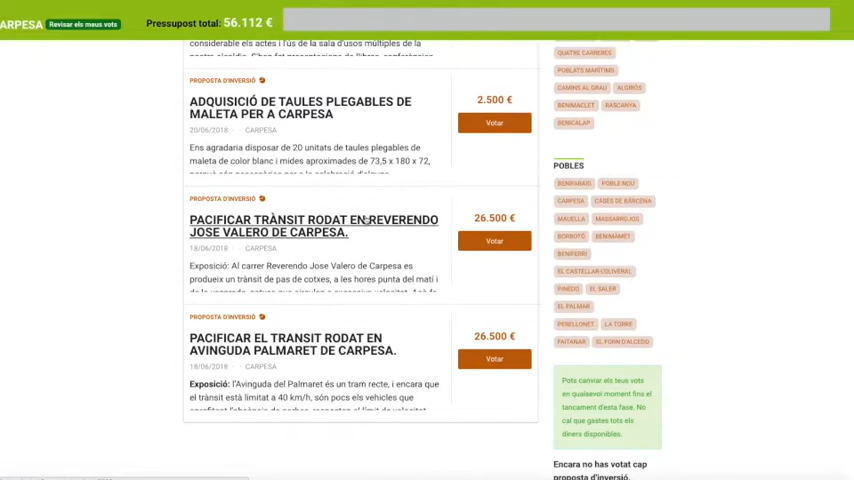 ARPESA Revisar els meus vots Pressupost total: 56.112 €
considerable els actes i l'ús de la sala d'usos múltiples de la
PROPOSTA D'INVERSIÓ
ADQUISICIÓ DE TAULES PLEGABLES DE
MALETA PER A CARPESA
20/06/2018 · · CARPESA
Ens agradaria disposar de 20 unitats de taules plegables de
maleta de color blanc i mides aproximades de 73,5 x 180 x 72,
2.500 €
Votar
PROPOSTA D'INVERSIÓ
PACIFICAR TRÀNSIT RODAT EN REVERENDO
JOSE VALERO DE CARPESA.
18/06/2018 · · CARPESA
Exposició: Al carrer Reverendo Jose Valero de Carpesa es
produeix un trànsit de pas de cotxes, a les hores punta del matí i
26.500 €
Votar
PROPOSTA D'INVERSIÓ
PACIFICAR EL TRANSIT RODAT EN
AVINGUDA PALMARET DE CARPESA.
18/06/2018 · · CARPESA
Exposició: l'Avinguda del Palmaret és un tram recte, i encara que
el trànsit està limitat a 40 km/h, són pocs els vehicles que
26.500 €
Votar
QUATRE CARRERES
POBLATS MARÍTIMS
CAMINS AL GRAU ALGIRÓS
BENIMACLET RASCANYA
BENICALAP
POBLES
BENIFARAIG POBLE NOU
CARPESA CASES DE BÀRCENA
MAUELLA MASSARROJOS
BORBOTÓ BENIMÀMET
BENIFERRI
EL CASTELLAR-L'OLIVERAL
PINEDO EL SALER
EL PALMAR
PERELLONET LA TORRE
FAITANAR EL FORN D'ALCEDO
Pots canviar els teus vots
en qualsevol moment fins el
tancament d'esta fase. No
cal que gastes tots els
diners disponibles.
Encara no has votat cap
proposta d'inversió.